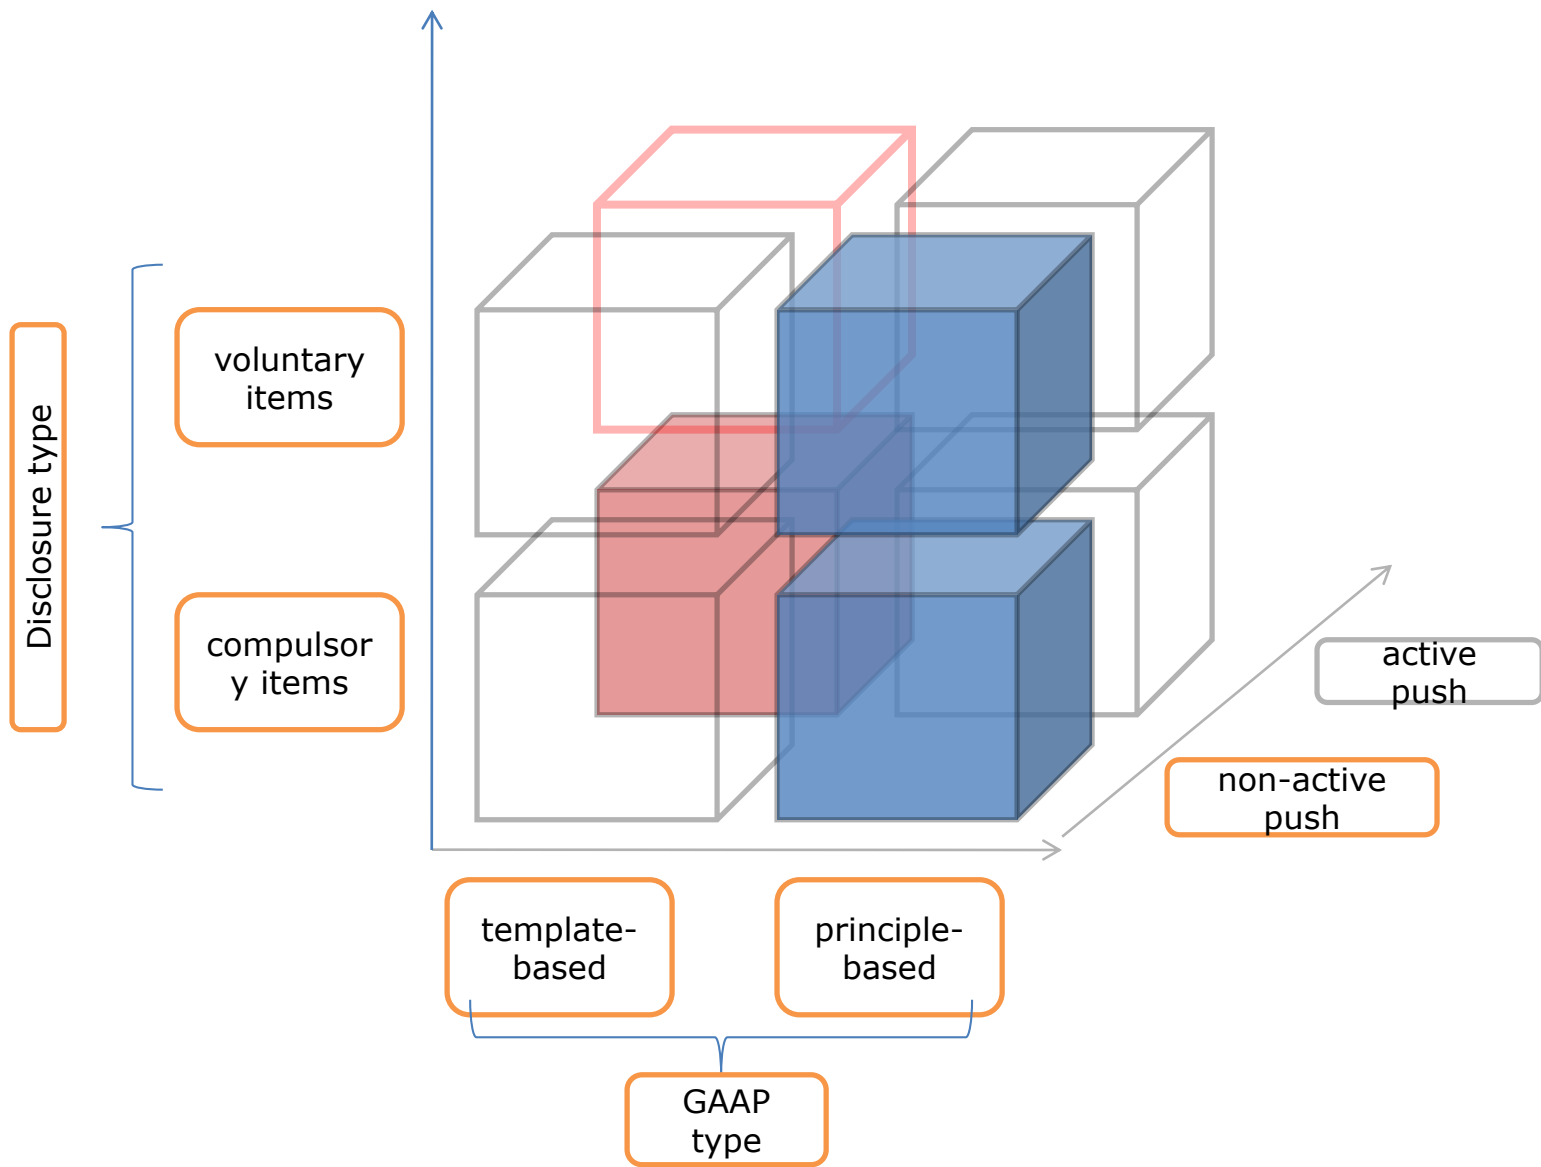 Disclosure type
voluntary
items
compulsor
y items
active
push
non-active
push
template-
based
principle-
based
GAAP
type